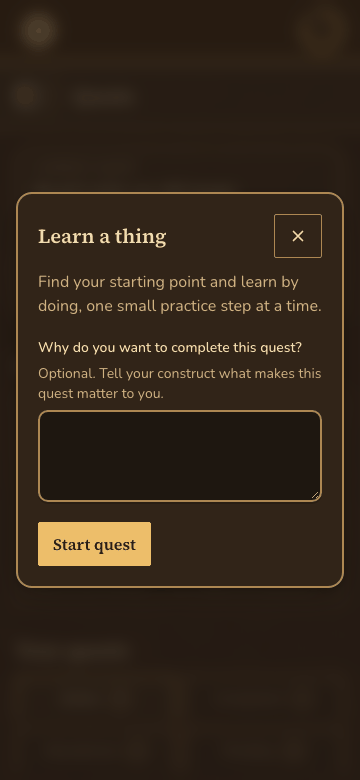 Learn a thing
Find your starting point and learn by
doing, one small practice step at a time.
Why do you want to complete this quest?
Optional. Tell your construct what makes this
quest matter to you.
Start quest